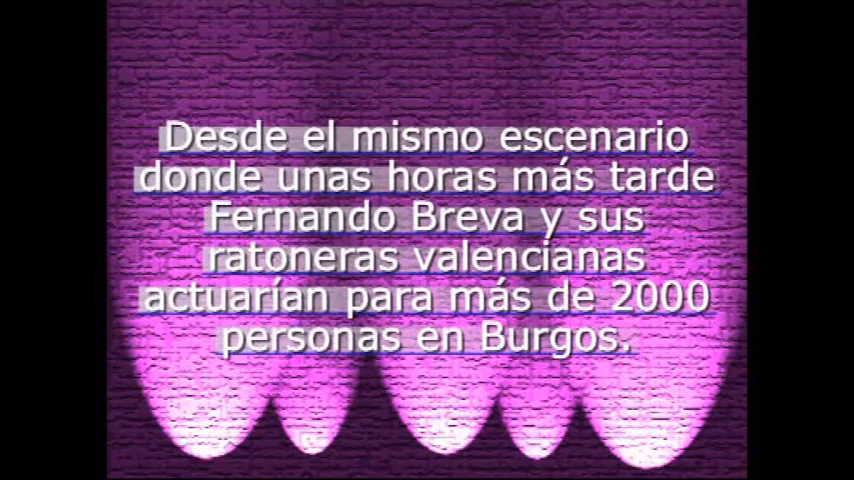 Desde el mismo escenario
donde unas horas más tarde
Fernando Breva y sus
ratoneras valencianas
actuarían para más de 2000
personas en Burgos.